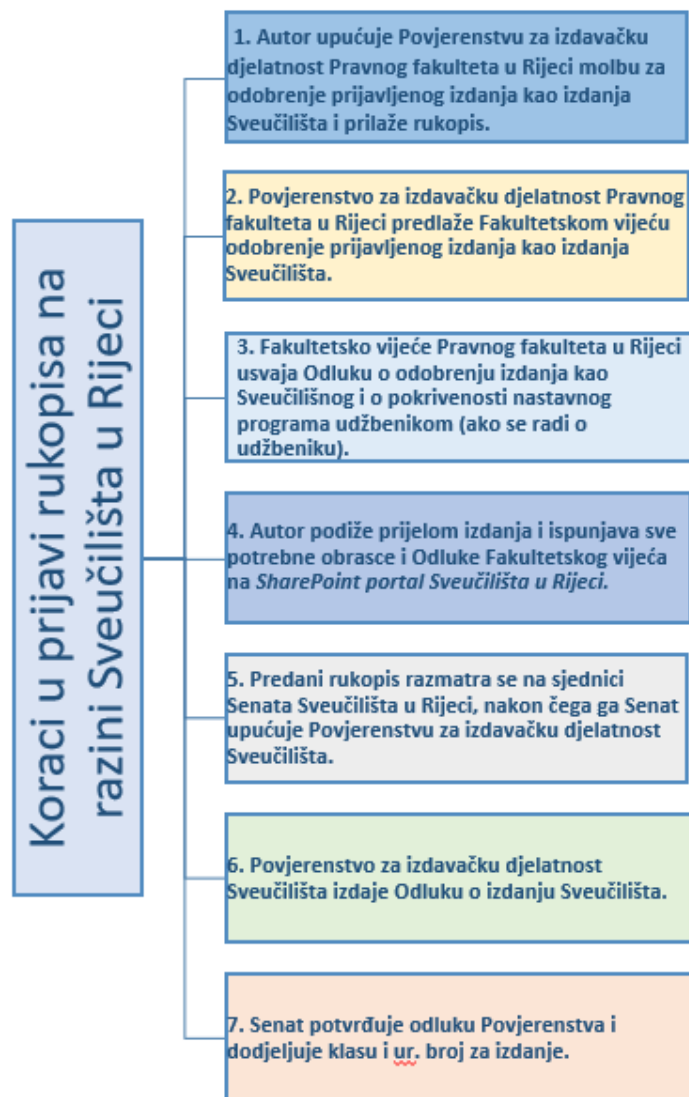 Koraci u prijavi rukopisa na
razini Sveučilišta u Rijeci
1. Autor upućuje Povjerenstvu za izdavačku
djelatnost Pravnog fakulteta u Rijeci molbu za
odobrenje prijavljenog izdanja kao izdanja
Sveučilišta i prilaže rukopis.
2. Povjerenstvo za izdavačku djelatnost Pravnog
fakulteta u Rijeci predlaže Fakultetskom vijeću
odobrenje prijavljenog izdanja kao izdanja
Sveučilišta.
3. Fakultetsko vijeće Pravnog fakulteta u Rijeci
usvaja Odluku o odobrenju izdanja kao
Sveučilišnog i o pokrivenosti nastavnog
programa udžbenikom (ako se radi o
udžbeniku).
4. Autor podiže prijelom izdanja i ispunjava sve
potrebne obrasce i Odluke Fakultetskog vijeća
na SharePoint portal Sveučilišta u Rijeci.
5. Predani rukopis razmatra se na sjednici
Senata Sveučilišta u Rijeci, nakon čega ga Senat
upućuje Povjerenstvu za izdavačku djelatnost
Sveučilišta.
6. Povjerenstvo za izdavačku djelatnost
Sveučilišta izdaje Odluku o izdanju Sveučilišta.
7. Senat potvrđuje odluku Povjerenstva i
dodjeljuje klasu i ur. broj za izdanje.